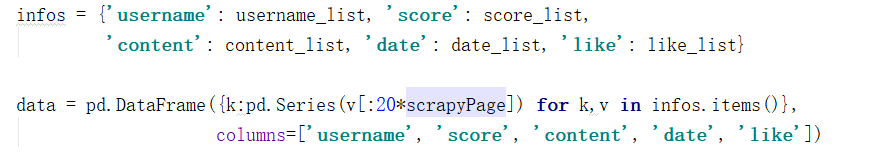 infos = {'username': username_list, 'score': score_list,
'content': content_list, 'date': date_list, 'like': like_list}
data = pd.DataFrame({k:pd.Series(v[:20*scrapyPage]) for k,v in infos.items()},
columns=['username', 'score', 'content', 'date', 'like'])